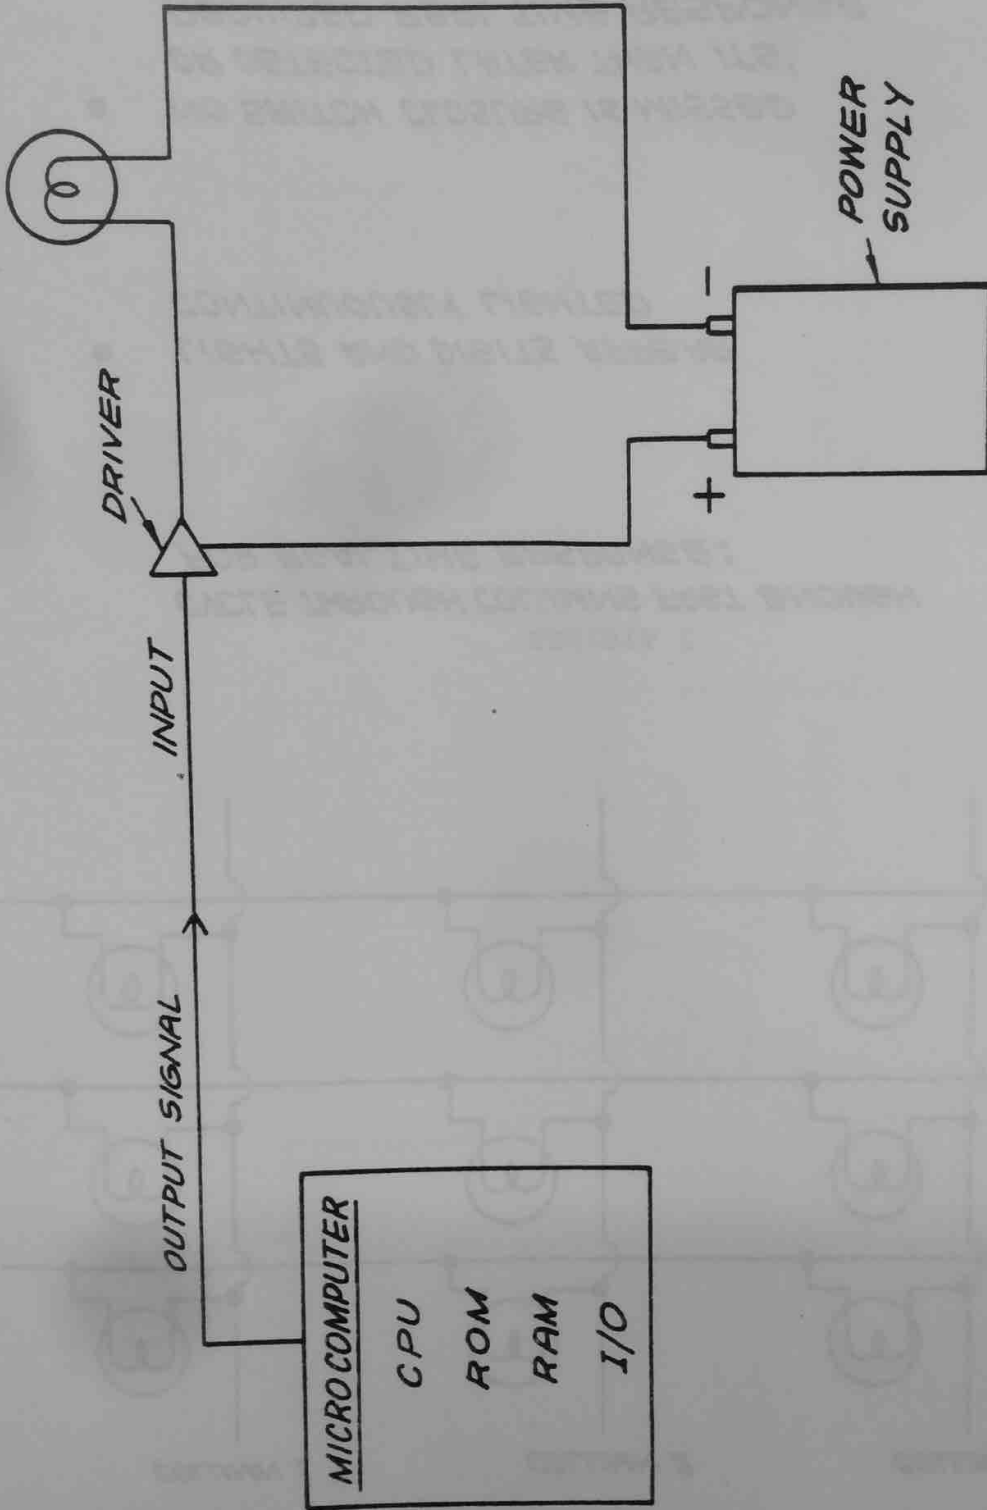 DRIVER
OUTPUT SIGNAL
INPUT
MICROCOMPUTER
CPU
ROM
RAM
I/O
+ −
POWER
SUPPLY